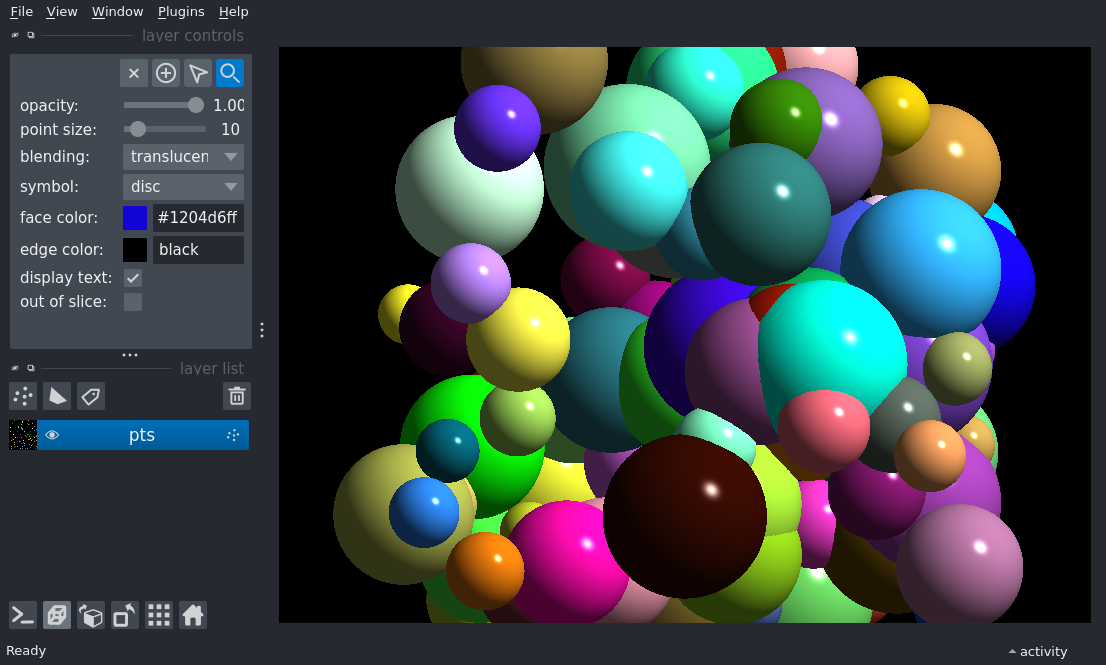 File View Window Plugins Help
layer controls
opacity: 1.00
point size: 10
blending: translucen
symbol: disc
face color: #1204d6ff
edge color: black
display text:
out of slice:
layer list
pts
Ready
activity